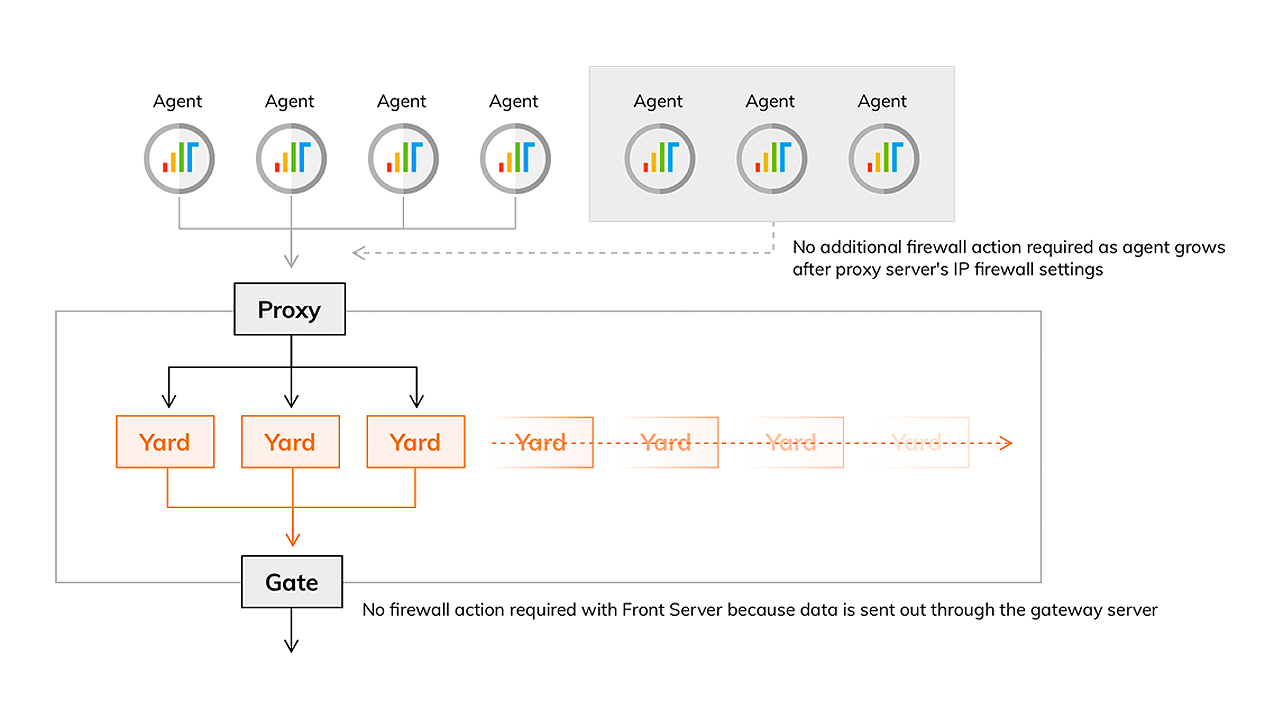 Agent
Agent
Agent
Agent
Agent
Agent
Agent
No additional firewall action required as agent grows
after proxy server's IP firewall settings
Proxy
Yard
Yard
Yard
Yard
Yard
Yard
Yard
Gate
No firewall action required with Front Server because data is sent out through the gateway server